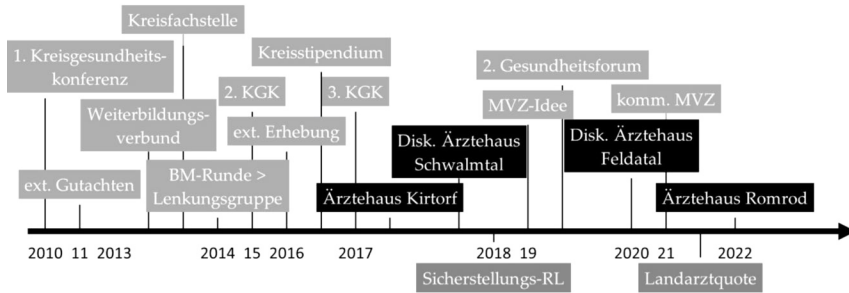 Kreisfachstelle
1. Kreisgesundheits-
konferenz
Kreisstipendium
2. Gesundheitsforum
2. KGK
3. KGK
MVZ-Idee
komm. MVZ
Weiterbildungs-
verbund
ext. Erhebung
Disk. Ärztehaus
Schwalmtal
Disk. Ärztehaus
Feldatal
ext. Gutachten
BM-Runde >
Lenkungsgruppe
Ärztehaus Kirtorf
Ärztehaus Romrod
2010 11 2013 2014 15 2016 2017 2018 19 2020 21 2022
Sicherstellungs-RL
Landarztquote